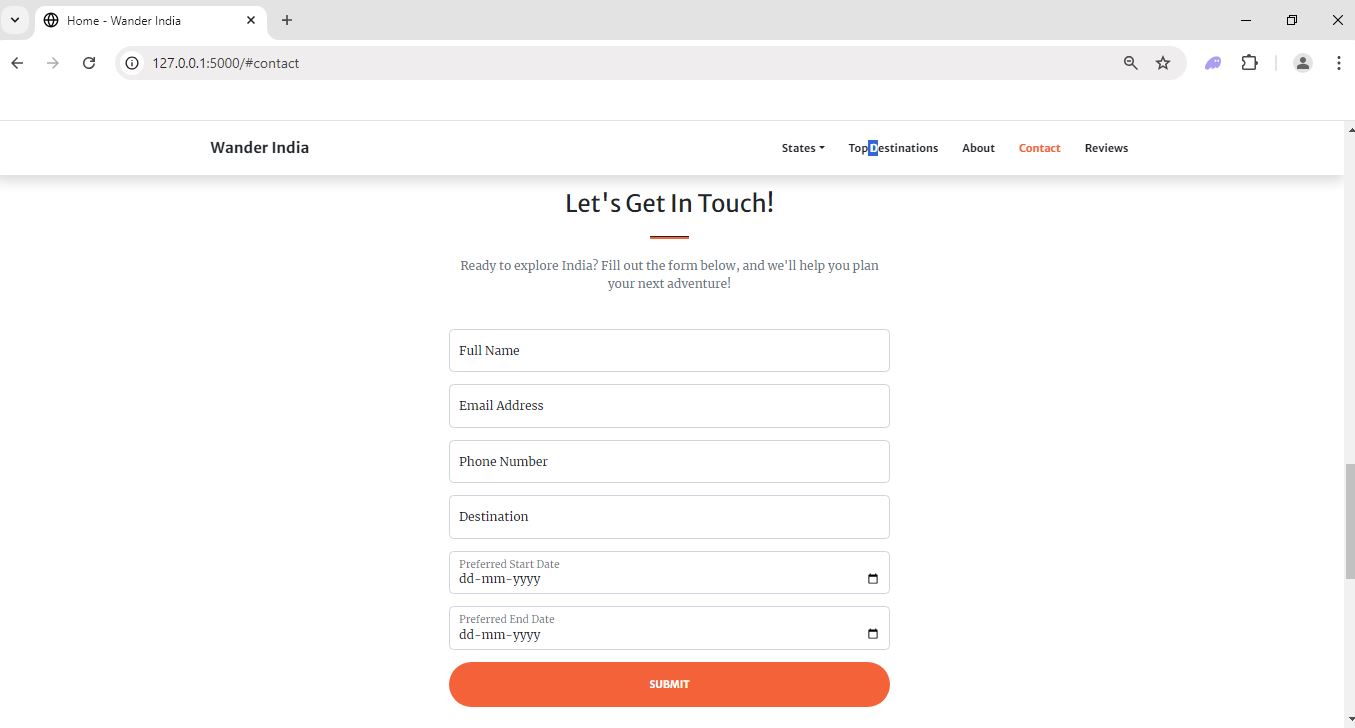 Home - Wander India
127.0.0.1:5000/#contact
Wander India
States
Top Destinations
About
Contact
Reviews
Let's Get In Touch!
Ready to explore India? Fill out the form below, and we'll help you plan
your next adventure!
Full Name
Email Address
Phone Number
Destination
Preferred Start Date
dd-mm-yyyy
Preferred End Date
dd-mm-yyyy
SUBMIT